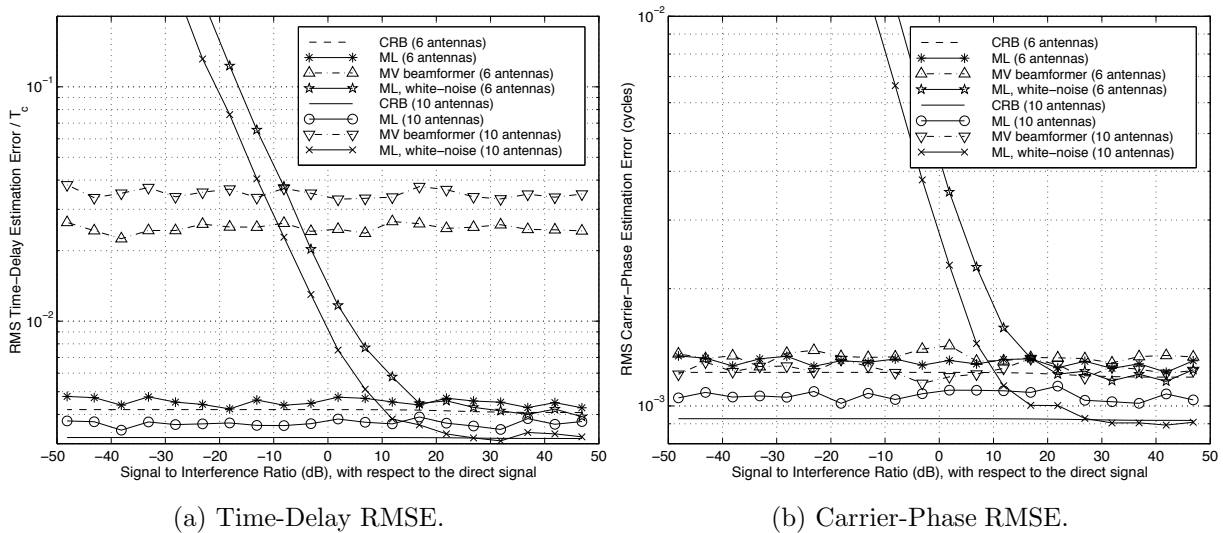 10^{-1}
10^{-2}
RMS Time-Delay Estimation Error / T_c
CRB (6 antennas)
ML (6 antennas)
MV beamformer (6 antennas)
ML, white-noise (6 antennas)
CRB (10 antennas)
ML (10 antennas)
MV beamformer (10 antennas)
ML, white-noise (10 antennas)
-50 -40 -30 -20 -10 0 10 20 30 40 50
Signal to Interference Ratio (dB), with respect to the direct signal
(a) Time-Delay RMSE.
10^{-2}
10^{-3}
RMS Carrier-Phase Estimation Error (cycles)
CRB (6 antennas)
ML (6 antennas)
MV beamformer (6 antennas)
ML, white-noise (6 antennas)
CRB (10 antennas)
ML (10 antennas)
MV beamformer (10 antennas)
ML, white-noise (10 antennas)
-50 -40 -30 -20 -10 0 10 20 30 40 50
Signal to Interference Ratio (dB), with respect to the direct signal
(b) Carrier-Phase RMSE.